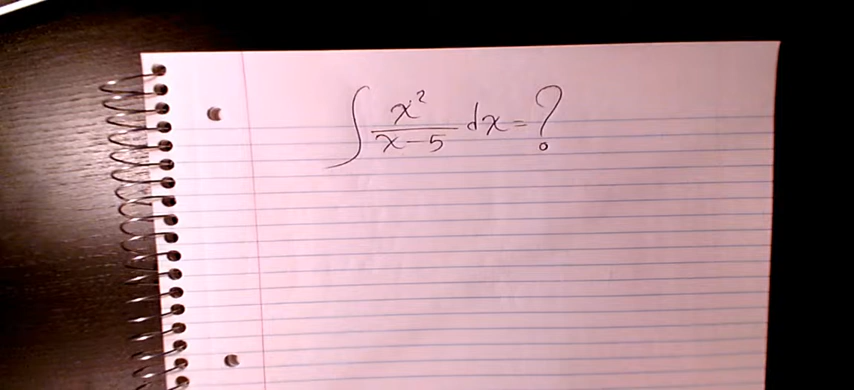 ∫ x²/(x-5) dx = ?